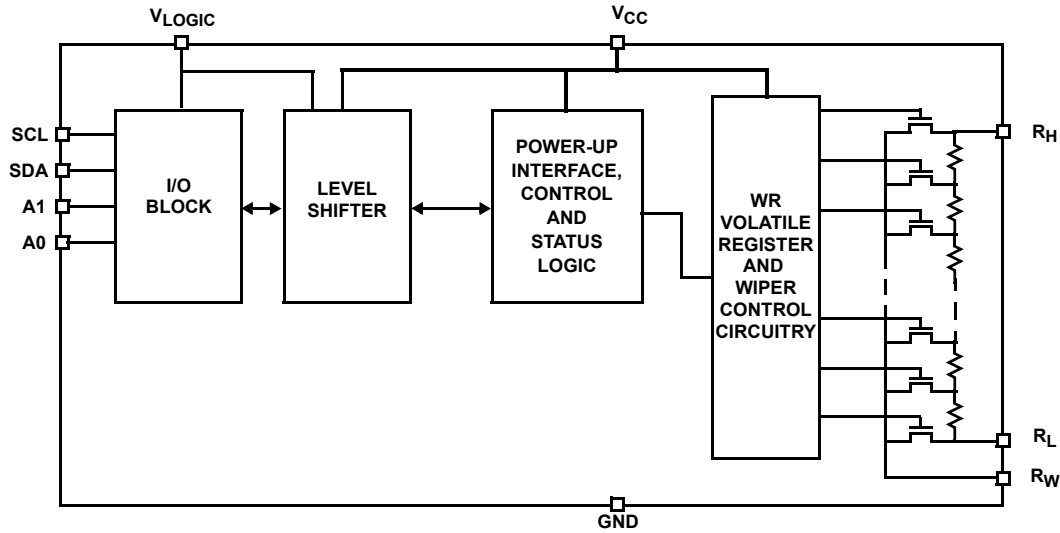 VLOGIC
VCC
SCL
SDA
A1
A0
I/O
BLOCK
LEVEL
SHIFTER
POWER-UP
INTERFACE,
CONTROL
AND
STATUS
LOGIC
WR
VOLATILE
REGISTER
AND
WIPER
CONTROL
CIRCUITRY
RH
RL
RW
GND